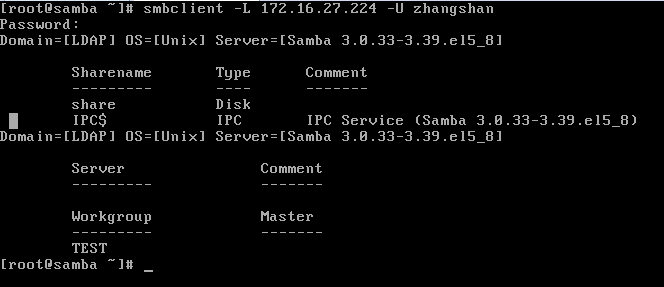 [root@samba ~]# smbclient -L 172.16.27.224 -U zhangshan
Password:
Domain=[LDAP] OS=[Unix] Server=[Samba 3.0.33-3.39.el5_8]
Sharename Type Comment
--------- ---- -------
share Disk
IPC$ IPC IPC Service (Samba 3.0.33-3.39.el5_8)
Domain=[LDAP] OS=[Unix] Server=[Samba 3.0.33-3.39.el5_8]
Server Comment
--------- -------
Workgroup Master
--------- -------
TEST
[root@samba ~]# _